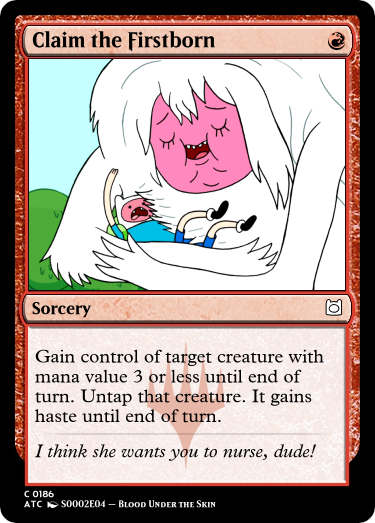 Claim the Firstborn
Sorcery
Gain control of target creature with
mana value 3 or less until end of
turn. Untap that creature. It gains
haste until end of turn.
I think she wants you to nurse, dude!
C 0186
ATC S0002E04 — Blood Under the Skin